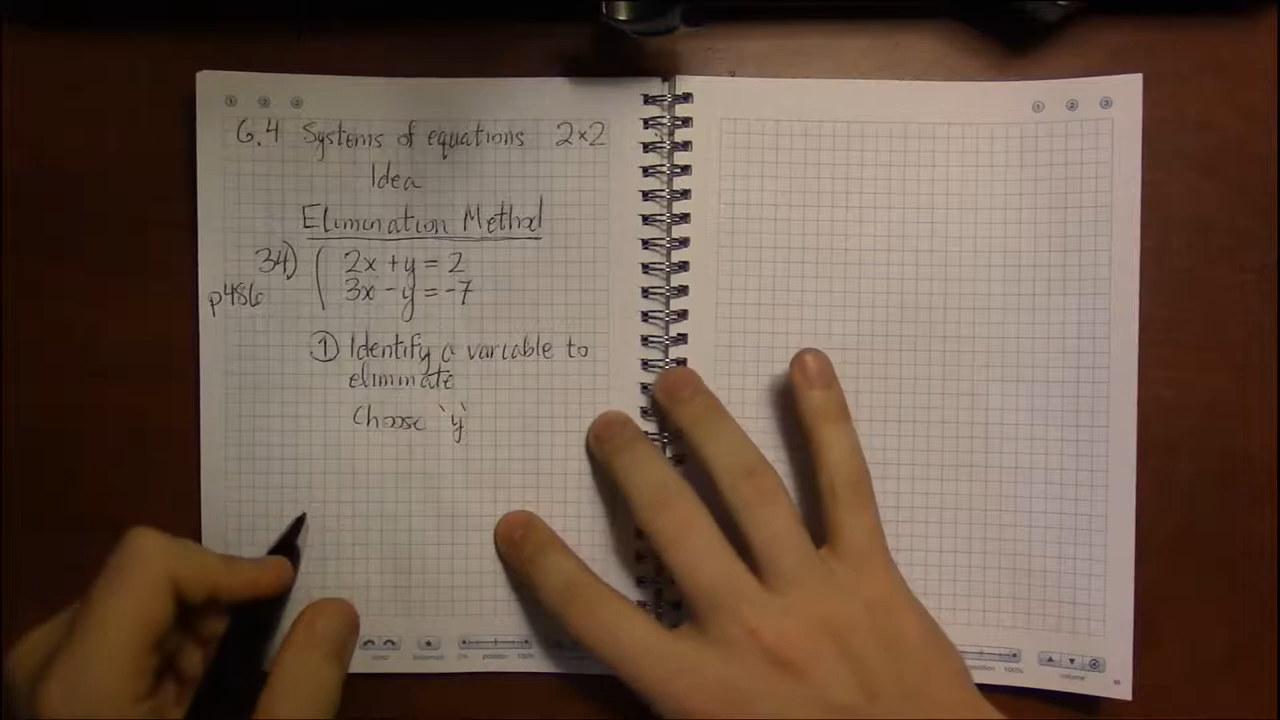 6.4 Systems of equations 2×2
Idea
Elimination Method
34) 2x + y = 2
p486 3x - y = -7
① Identify a variable to
eliminate
Choose 'y'